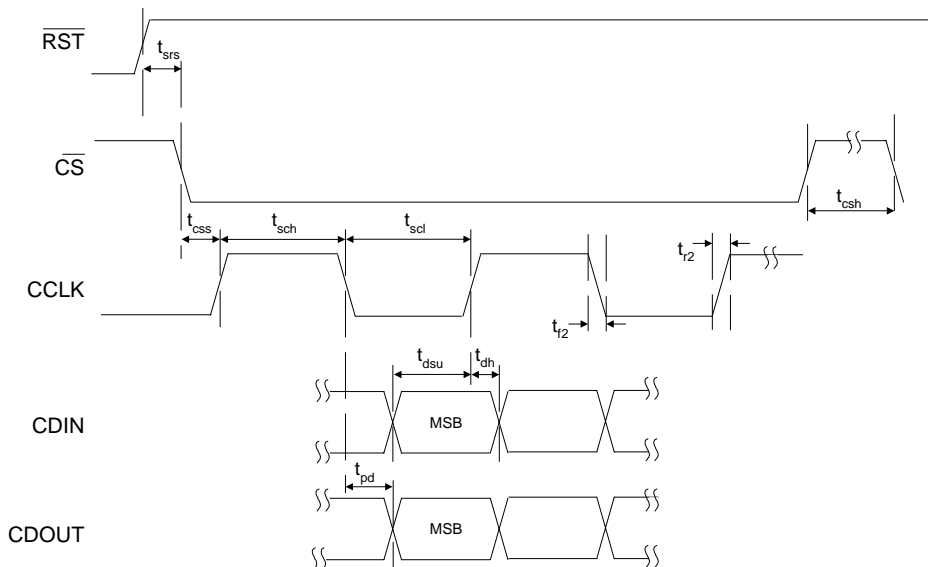 RST
t_srs
CS
t_csh
t_css
t_sch
t_scl
t_r2
CCLK
t_f2
t_dsu
t_dh
CDIN
MSB
t_pd
CDOUT
MSB